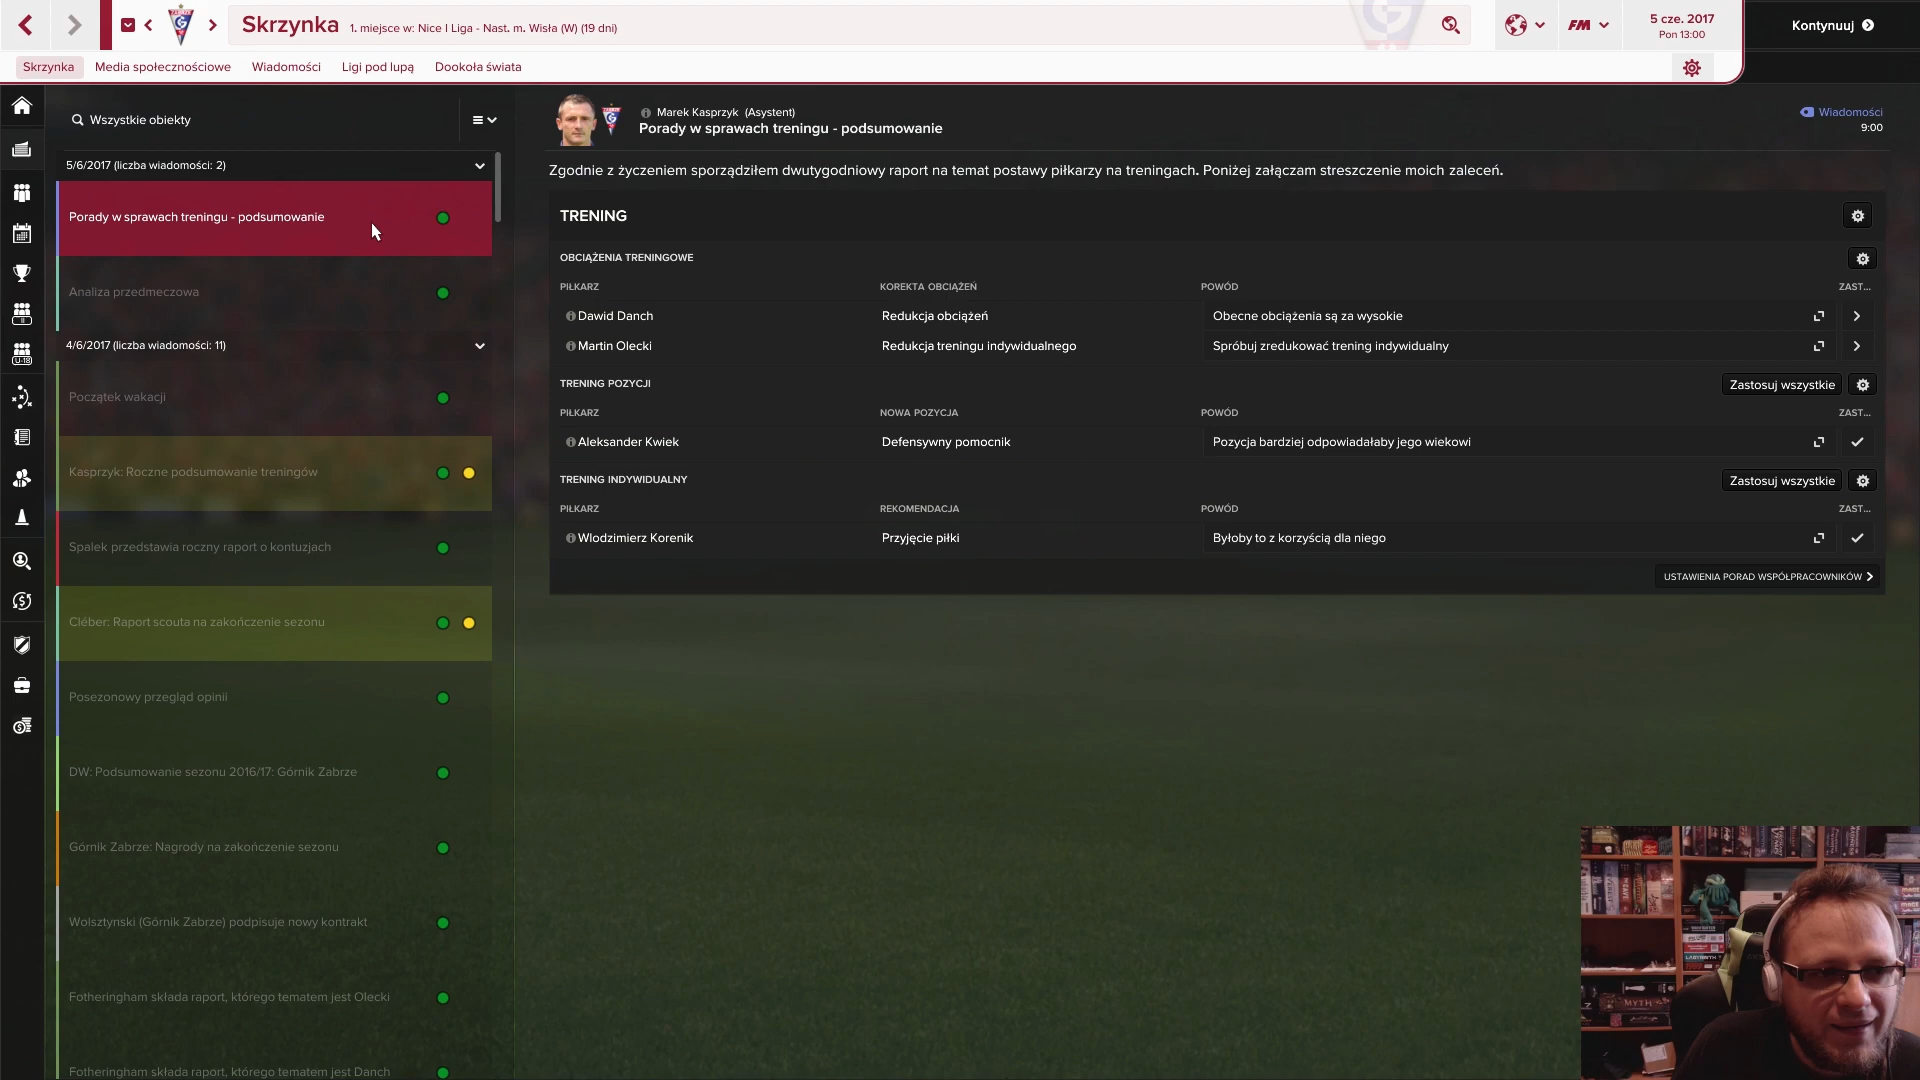 Skrzynka
1. miejsce w: Nice I Liga - Nast. m. Wisła (W) (19 dni)
FM
5 cze. 2017
Pon 13:00
Kontynuuj
Skrzynka
Media społecznościowe
Wiadomości
Ligi pod lupą
Dookoła świata
Wszystkie obiekty
5/6/2017 (liczba wiadomości: 2)
Porady w sprawach treningu - podsumowanie
Analiza przedmeczowa
4/6/2017 (liczba wiadomości: 11)
Początek wakacji
Kasprzyk: Roczne podsumowanie treningów
Spalek przedstawia roczny raport o kontuzjach
Cléber: Raport scouta na zakończenie sezonu
Posezonowy przegląd opinii
DW: Podsumowanie sezonu 2016/17: Górnik Zabrze
Górnik Zabrze: Nagrody na zakończenie sezonu
Wolsztynski (Górnik Zabrze) podpisuje nowy kontrakt
Fotheringham składa raport, którego tematem jest Olecki
Fotheringham składa raport, którego tematem jest Danch
Marek Kasprzyk (Asystent)
Porady w sprawach treningu - podsumowanie
Wiadomości
9:00
Zgodnie z życzeniem sporządziłem dwutygodniowy raport na temat postawy piłkarzy na treningach. Poniżej załączam streszczenie moich zaleceń.
TRENING
OBCIĄŻENIA TRENINGOWE
PIŁKARZ KOREKTA OBCIĄŻEŃ POWÓD ZAST...
Dawid Danch Redukcja obciążeń Obecne obciążenia są za wysokie
Martin Olecki Redukcja treningu indywidualnego Spróbuj zredukować trening indywidualny
TRENING POZYCJI Zastosuj wszystkie
PIŁKARZ NOWA POZYCJA POWÓD ZAST...
Aleksander Kwiek Defensywny pomocnik Pozycja bardziej odpowiadałaby jego wiekowi
TRENING INDYWIDUALNY Zastosuj wszystkie
PIŁKARZ REKOMENDACJA POWÓD ZAST...
Wlodzimierz Korenik Przyjęcie piłki Byłoby to z korzyścią dla niego
USTAWIENIA PORAD WSPÓŁPRACOWNIKÓW
II
U-18
LABYRINTH
MYTH